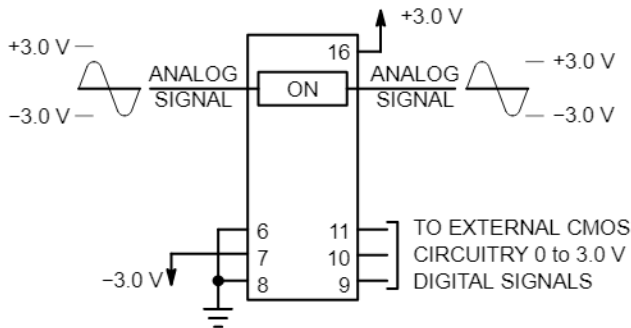 +3.0 V
16
+3.0 V
ANALOG
SIGNAL
ON
ANALOG
SIGNAL
+3.0 V
−3.0 V
−3.0 V
6
11
TO EXTERNAL CMOS
7
10
CIRCUITRY 0 to 3.0 V
−3.0 V
8
9
DIGITAL SIGNALS